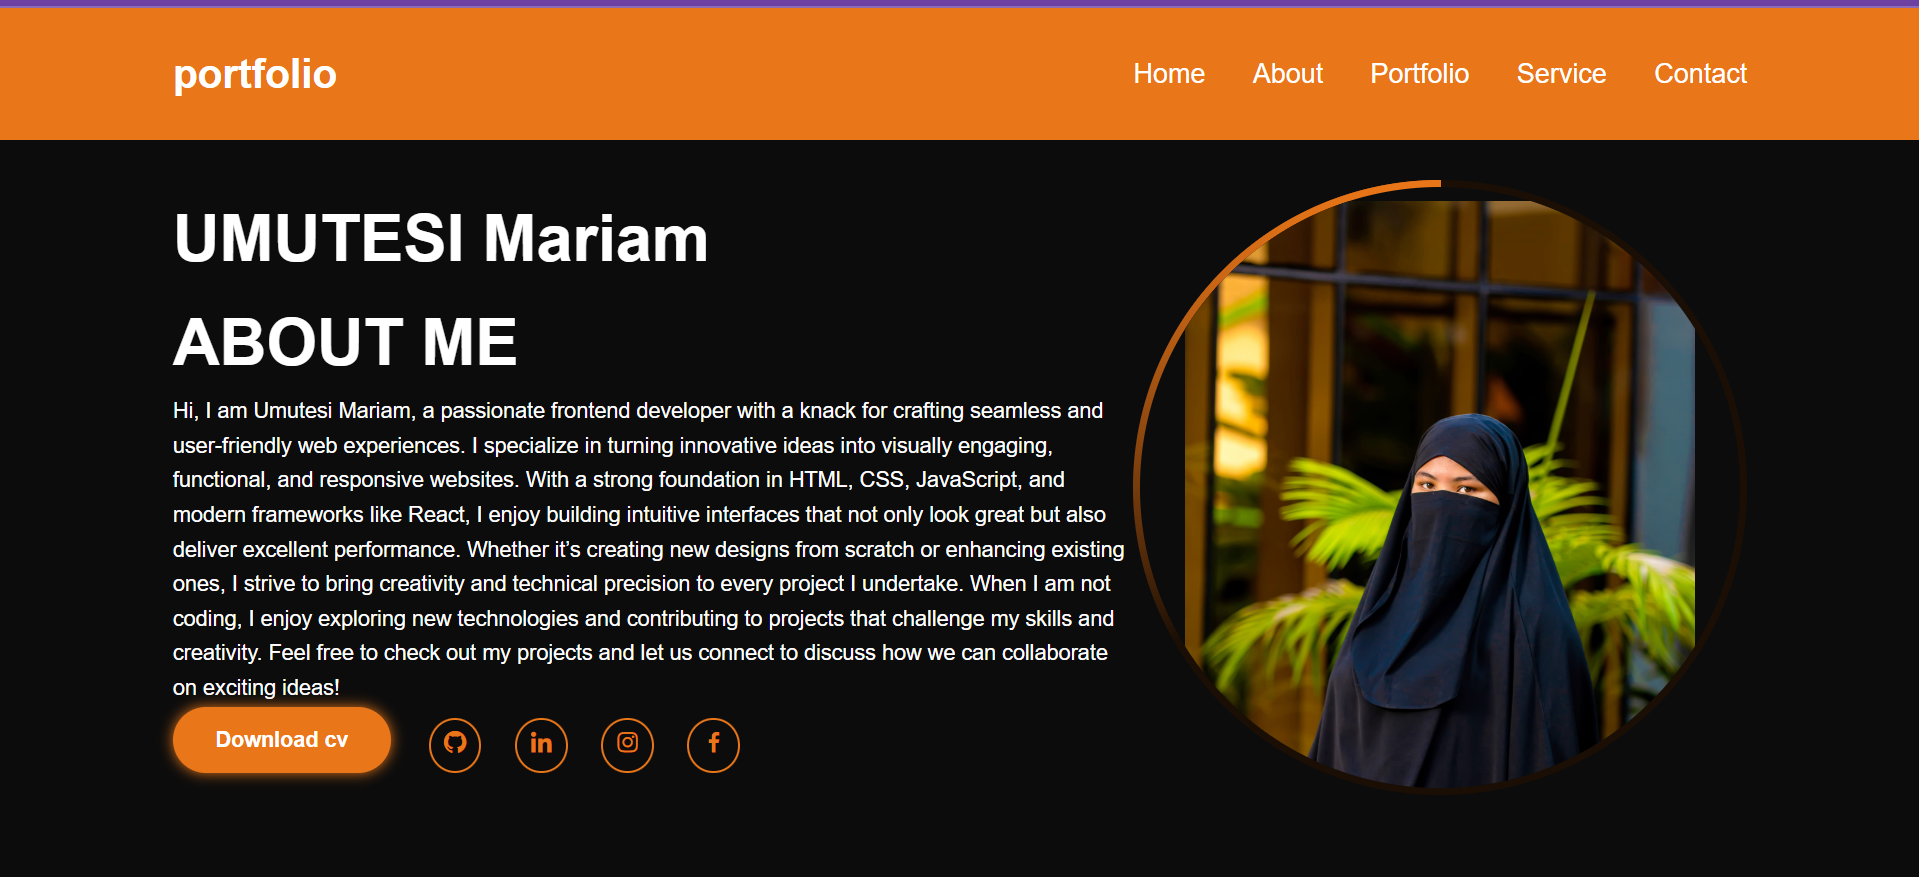 portfolio
Home About Portfolio Service Contact
UMUTESI Mariam
ABOUT ME
Hi, I am Umutesi Mariam, a passionate frontend developer with a knack for crafting seamless and
user-friendly web experiences. I specialize in turning innovative ideas into visually engaging,
functional, and responsive websites. With a strong foundation in HTML, CSS, JavaScript, and
modern frameworks like React, I enjoy building intuitive interfaces that not only look great but also
deliver excellent performance. Whether it’s creating new designs from scratch or enhancing existing
ones, I strive to bring creativity and technical precision to every project I undertake. When I am not
coding, I enjoy exploring new technologies and contributing to projects that challenge my skills and
creativity. Feel free to check out my projects and let us connect to discuss how we can collaborate
on exciting ideas!
Download cv